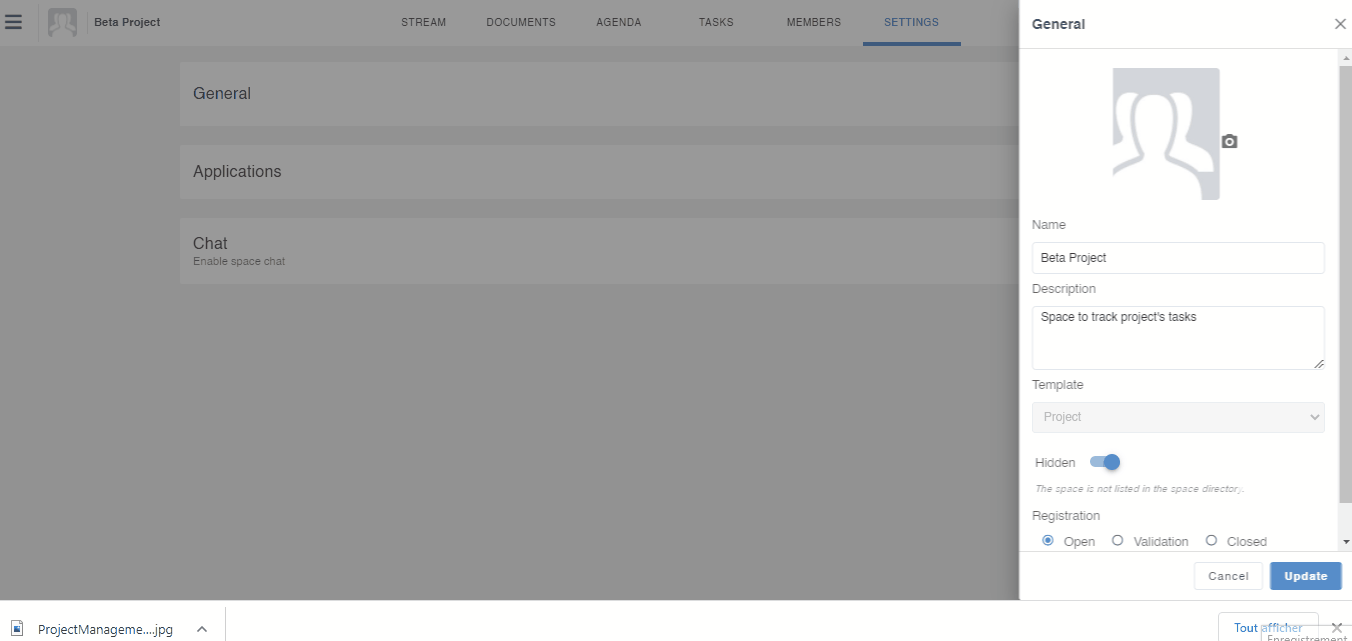 Beta Project
STREAM
DOCUMENTS
AGENDA
TASKS
MEMBERS
SETTINGS
General
Applications
Chat
Enable space chat
General
Name
Beta Project
Description
Space to track project's tasks
Template
Project
Hidden
The space is not listed in the space directory.
Registration
Open
Validation
Closed
Cancel
Update
ProjectManageme....jpg
Tout afficher
Enregistrement